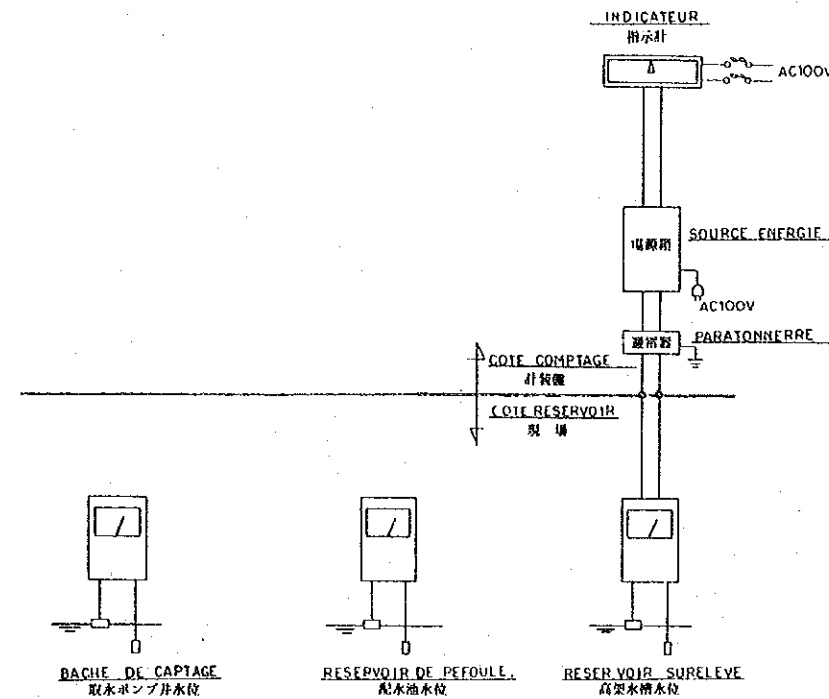 INDICATEUR
指示計
AC100V
電源箱
SOURCE ENERGIE
AC100V
避雷器
PARATONNERRE
COTE COMPTAGE
計装盤
COTE RESERVOIR
現場
BACHE DE CAPTAGE
取水ポンプ井水位
RESERVOIR DE PEFOULE.
配水池水位
RESERVOIR SURELEVE
高架水槽水位